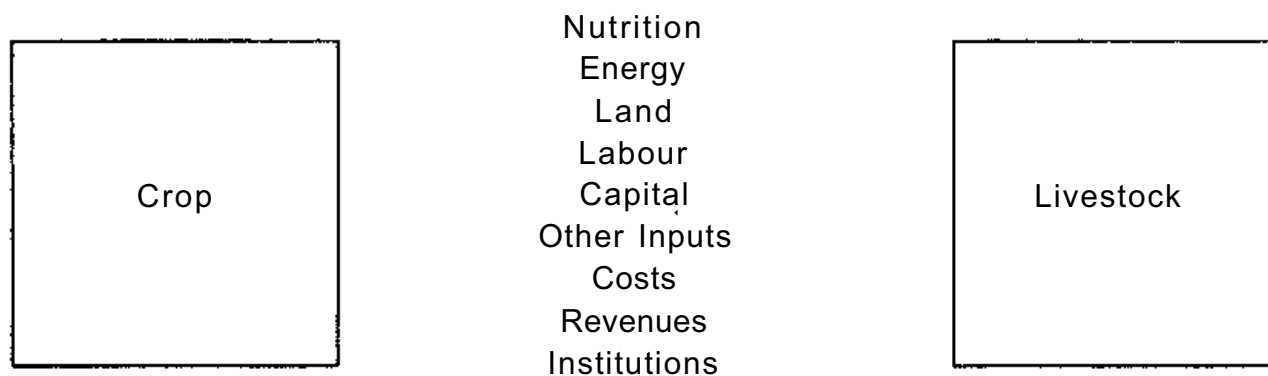 Nutrition
Energy
Land
Labour
Crop
Capital
Livestock
Other Inputs
Costs
Revenues
Institutions